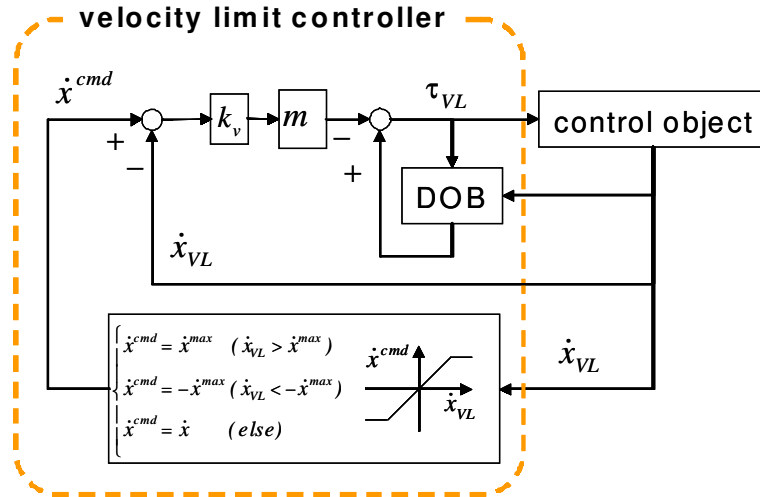 velocity limit controller
ẋ^cmd
k_v
m
τ_VL
control object
+
−
−
+
DOB
ẋ_VL
ẋ^cmd = ẋ^max (ẋ_VL > ẋ^max)
ẋ^cmd = −ẋ^max (ẋ_VL < −ẋ^max)
ẋ^cmd = ẋ (else)
ẋ^cmd
ẋ_VL
ẋ_VL